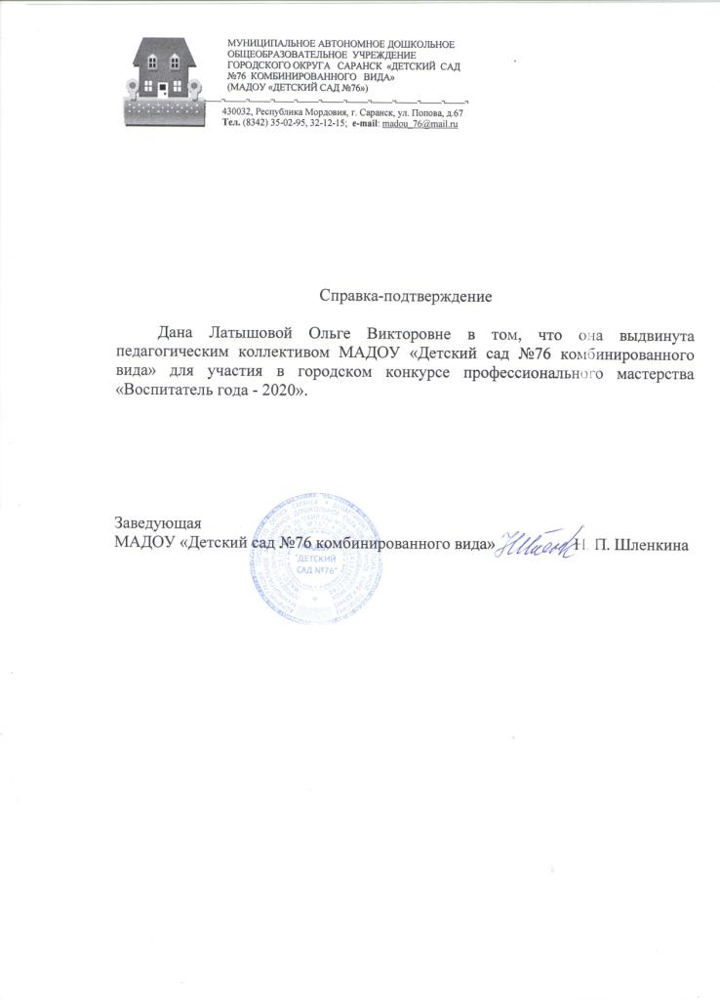 МУНИЦИПАЛЬНОЕ АВТОНОМНОЕ ДОШКОЛЬНОЕ
ОБЩЕОБРАЗОВАТЕЛЬНОЕ УЧРЕЖДЕНИЕ
ГОРОДСКОГО ОКРУГА САРАНСК «ДЕТСКИЙ САД
№76 КОМБИНИРОВАННОГО ВИДА»
(МАДОУ «ДЕТСКИЙ САД №76»)
430032, Республика Мордовия, г. Саранск, ул. Попова, д.67
Тел. (8342) 35-02-95, 32-12-15; e-mail: madou_76@mail.ru
Справка-подтверждение
Дана Латышовой Ольге Викторовне в том, что она выдвинута
педагогическим коллективом МАДОУ «Детский сад №76 комбинированного
вида» для участия в городском конкурсе профессионального мастерства
«Воспитатель года - 2020».
Заведующая
МАДОУ «Детский сад №76 комбинированного вида» Н. П. Шленкина
"ДЕТСКИЙ
САД №76"